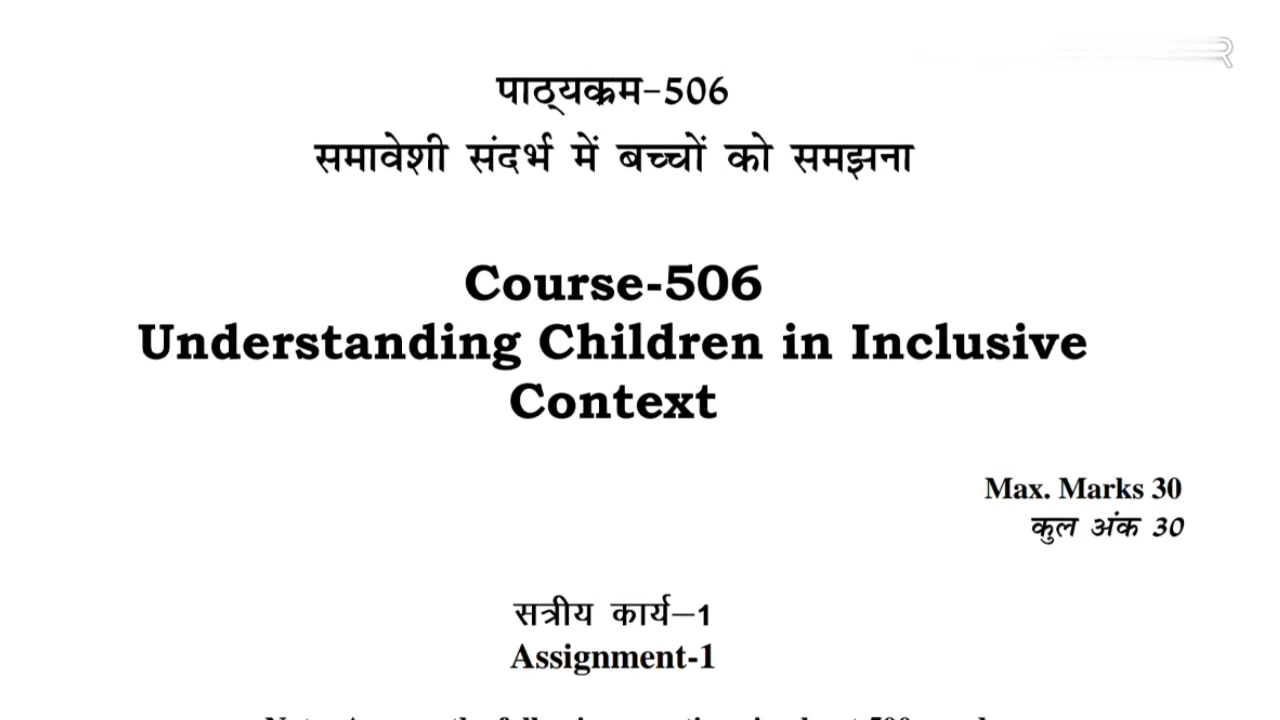 पाठ्यक्रम-506
समावेशी संदर्भ में बच्चों को समझना
Course-506
Understanding Children in Inclusive
Context
Max. Marks 30
कुल अंक 30
सत्रीय कार्य–1
Assignment-1